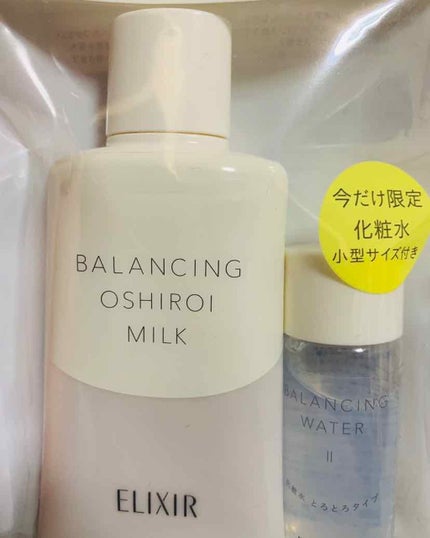 BALANCING
OSHIROI
MILK
ELIXIR
今だけ限定
化粧水
小型サイズ付き
BALANCING
WATER
II
化粧水 とろとろタイプ